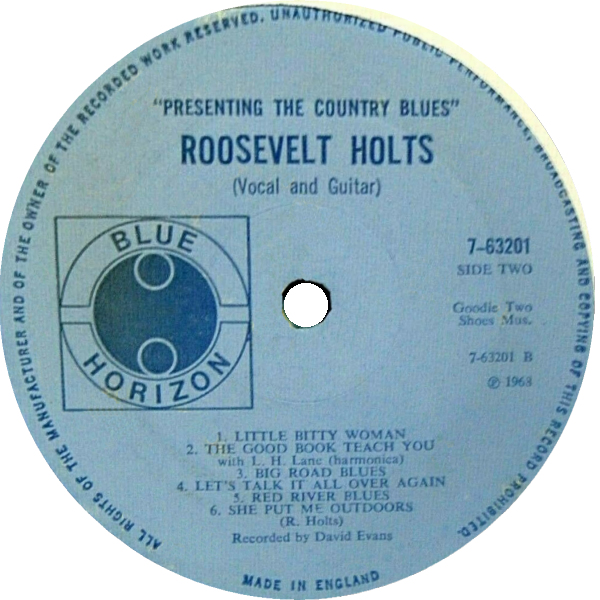 ALL RIGHTS OF THE MANUFACTURER AND OF THE OWNER OF THE RECORDED WORK RESERVED. UNAUTHORIZED PUBLIC PERFORMANCE, BROADCASTING AND COPYING OF THIS RECORD PROHIBITED.
"PRESENTING THE COUNTRY BLUES"
ROOSEVELT HOLTS
(Vocal and Guitar)
BLUE
HORIZON
7-63201
SIDE TWO
Goodie Two
Shoes Mus.
7-63201 B
℗ 1968
1. LITTLE BITTY WOMAN
2. THE GOOD BOOK TEACH YOU
with L. H. Lane (harmonica)
3. BIG ROAD BLUES
4. LET'S TALK IT ALL OVER AGAIN
5. RED RIVER BLUES
6. SHE PUT ME OUTDOORS
(R. Holts)
Recorded by David Evans
MADE IN ENGLAND